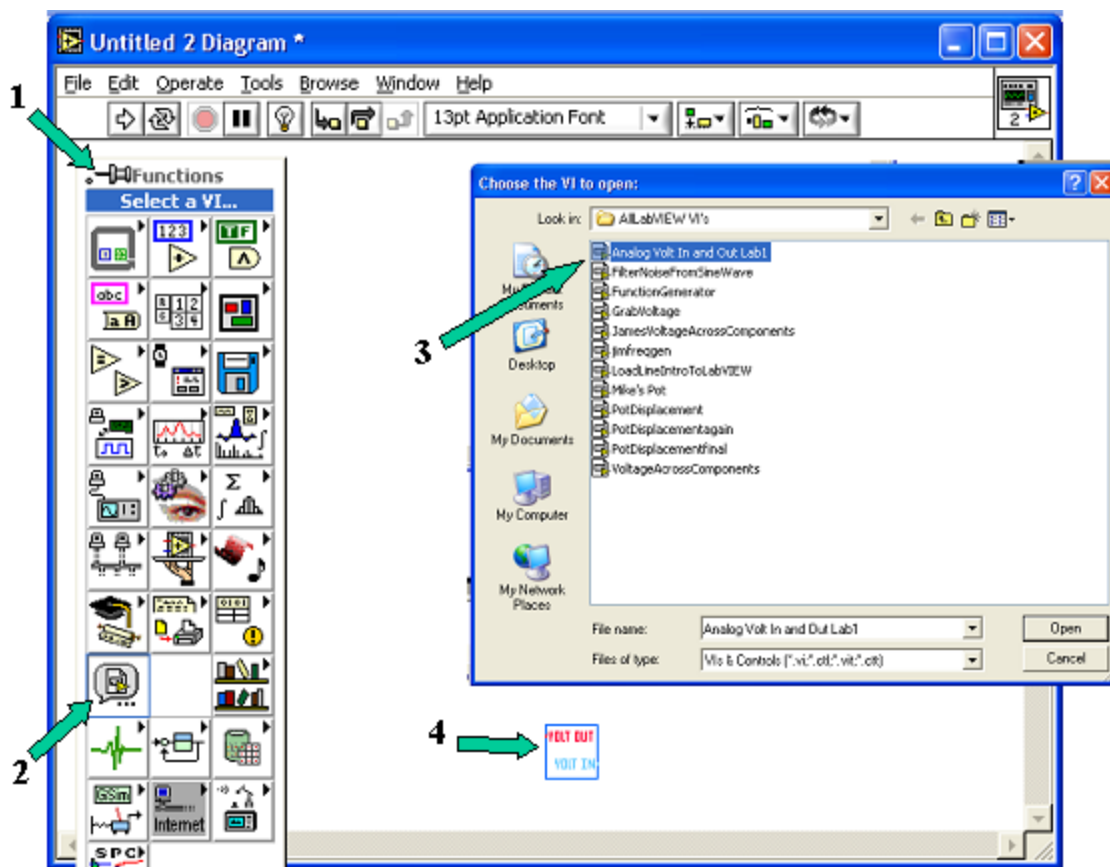 Untitled 2 Diagram *
File Edit Operate Tools Browse Window Help
1
13pt Application Font
2
Functions
Select a VI...
123
TF
abc
aA
Choose the VI to open:
Look in: AllLabVIEW VI's
Analog Volt In and Out Lab1
FilterNoiseFromSineWave
FunctionGenerator
GrabVoltage
JamesVoltageAcrossComponents
jimfreqgen
LoadLineIntroToLabVIEW
Mike's Pot
PotDisplacement
PotDisplacementagain
PotDisplacementfinal
VoltageAcrossComponents
Documents
Desktop
My Documents
My Computer
My Network
Places
3
File name: Analog Volt In and Out Lab1 Open
Files of type: VIs & Controls (*.vi;*.ctl;*.vit;*.ctt) Cancel
2
4
VOLT OUT
VOLT IN
GSim
Internet
SPC